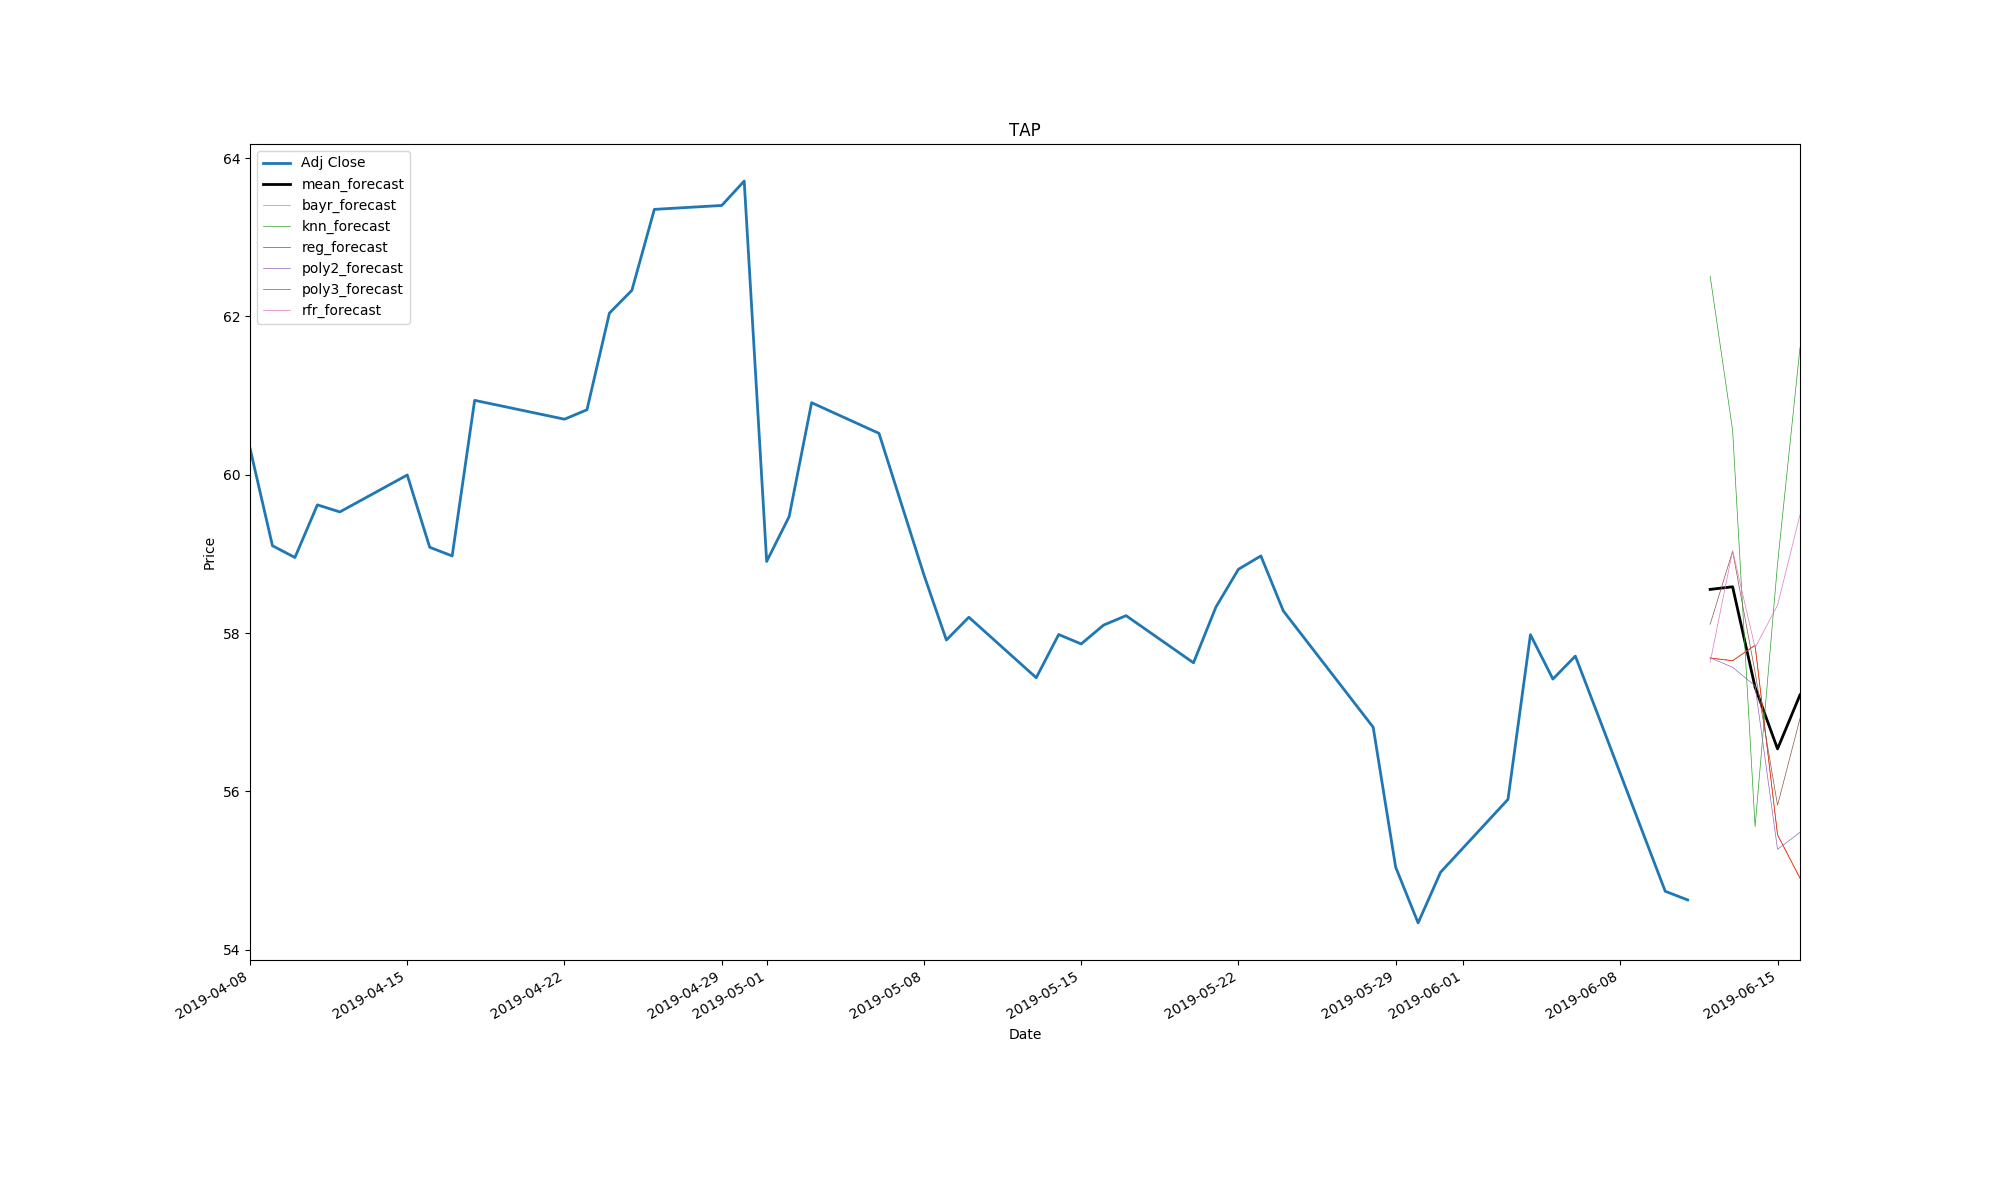 TAP
Adj Close
mean_forecast
bayr_forecast
knn_forecast
reg_forecast
poly2_forecast
poly3_forecast
rfr_forecast
64
62
60
58
56
54
Price
2019-04-08
2019-04-15
2019-04-22
2019-04-29
2019-05-01
2019-05-08
2019-05-15
2019-05-22
2019-05-29
2019-06-01
2019-06-08
2019-06-15
Date